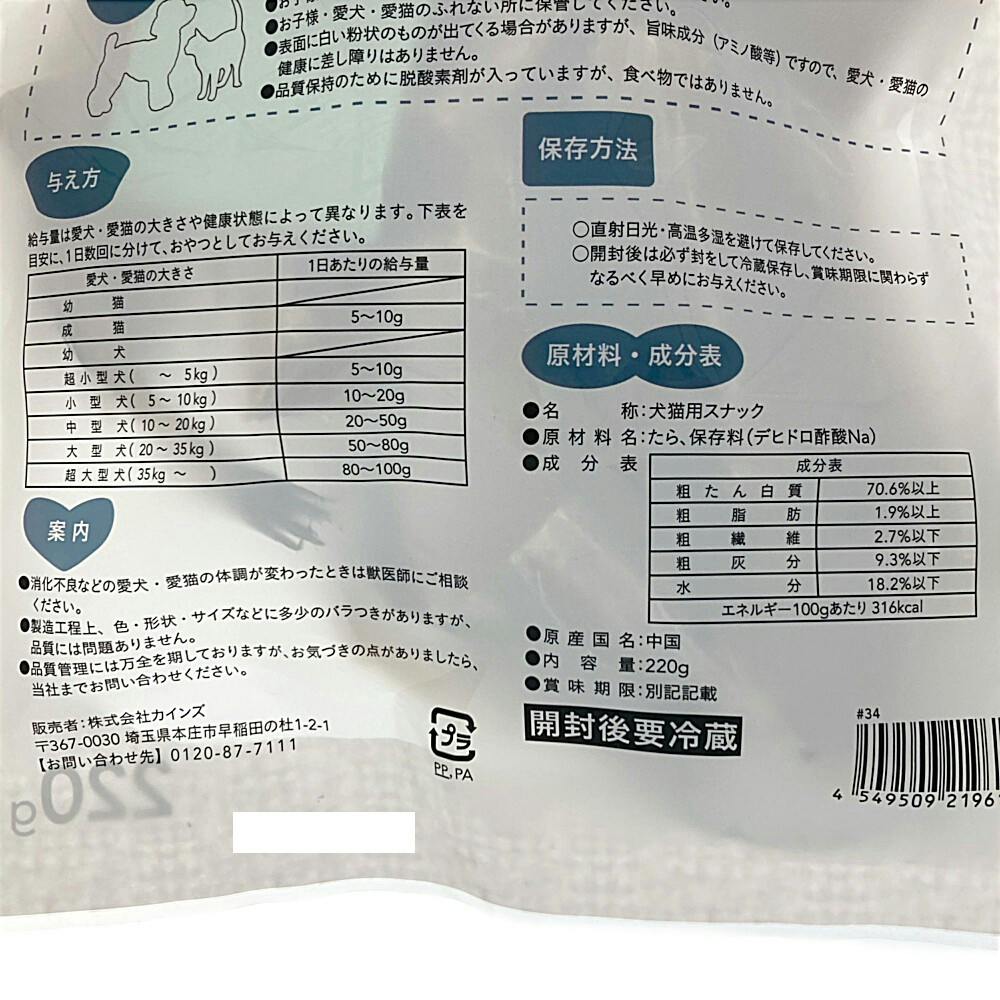 ●お子様・愛犬・愛猫のふれない所に保管してください。
●表面に白い粉状のものが出てくる場合がありますが、旨味成分（アミノ酸等）ですので、愛犬・愛猫の
健康に差し障りはありません。
●品質保持のために脱酸素剤が入っていますが、食べ物ではありません。
与え方
給与量は愛犬・愛猫の大きさや健康状態によって異なります。下表を
目安に、1日数回に分けて、おやつとしてお与えください。
愛犬・愛猫の大きさ 1日あたりの給与量
幼猫
成猫 5〜10g
幼犬
超小型犬( 〜 5kg) 5〜10g
小型犬( 5〜10kg) 10〜20g
中型犬(10〜20kg) 20〜50g
大型犬(20〜35kg) 50〜80g
超大型犬(35kg 〜 ) 80〜100g
案内
●消化不良などの愛犬・愛猫の体調が変わったときは獣医師にご相談
ください。
●製造工程上、色・形状・サイズなどに多少のバラつきがありますが、
品質には問題ありません。
●品質管理には万全を期しておりますが、お気づきの点がありましたら、
当社までお問い合わせください。
販売者:株式会社カインズ
〒367-0030 埼玉県本庄市早稲田の杜1-2-1
【お問い合わせ先】0120-87-7111
プラ
PP,PA
220g
保存方法
○直射日光・高温多湿を避けて保存してください。
○開封後は必ず封をして冷蔵保存し、賞味期限に関わらず
なるべく早めにお与えください。
原材料・成分表
●名称:犬猫用スナック
●原材料名:たら、保存料(デヒドロ酢酸Na)
●成分表
成分表
粗たん白質 70.6%以上
粗脂肪 1.9%以上
粗繊維 2.7%以下
粗灰分 9.3%以下
水分 18.2%以下
エネルギー100gあたり 316kcal
●原産国名:中国
●内容量:220g
●賞味期限:別記記載
開封後要冷蔵
#34
4 549509 2196